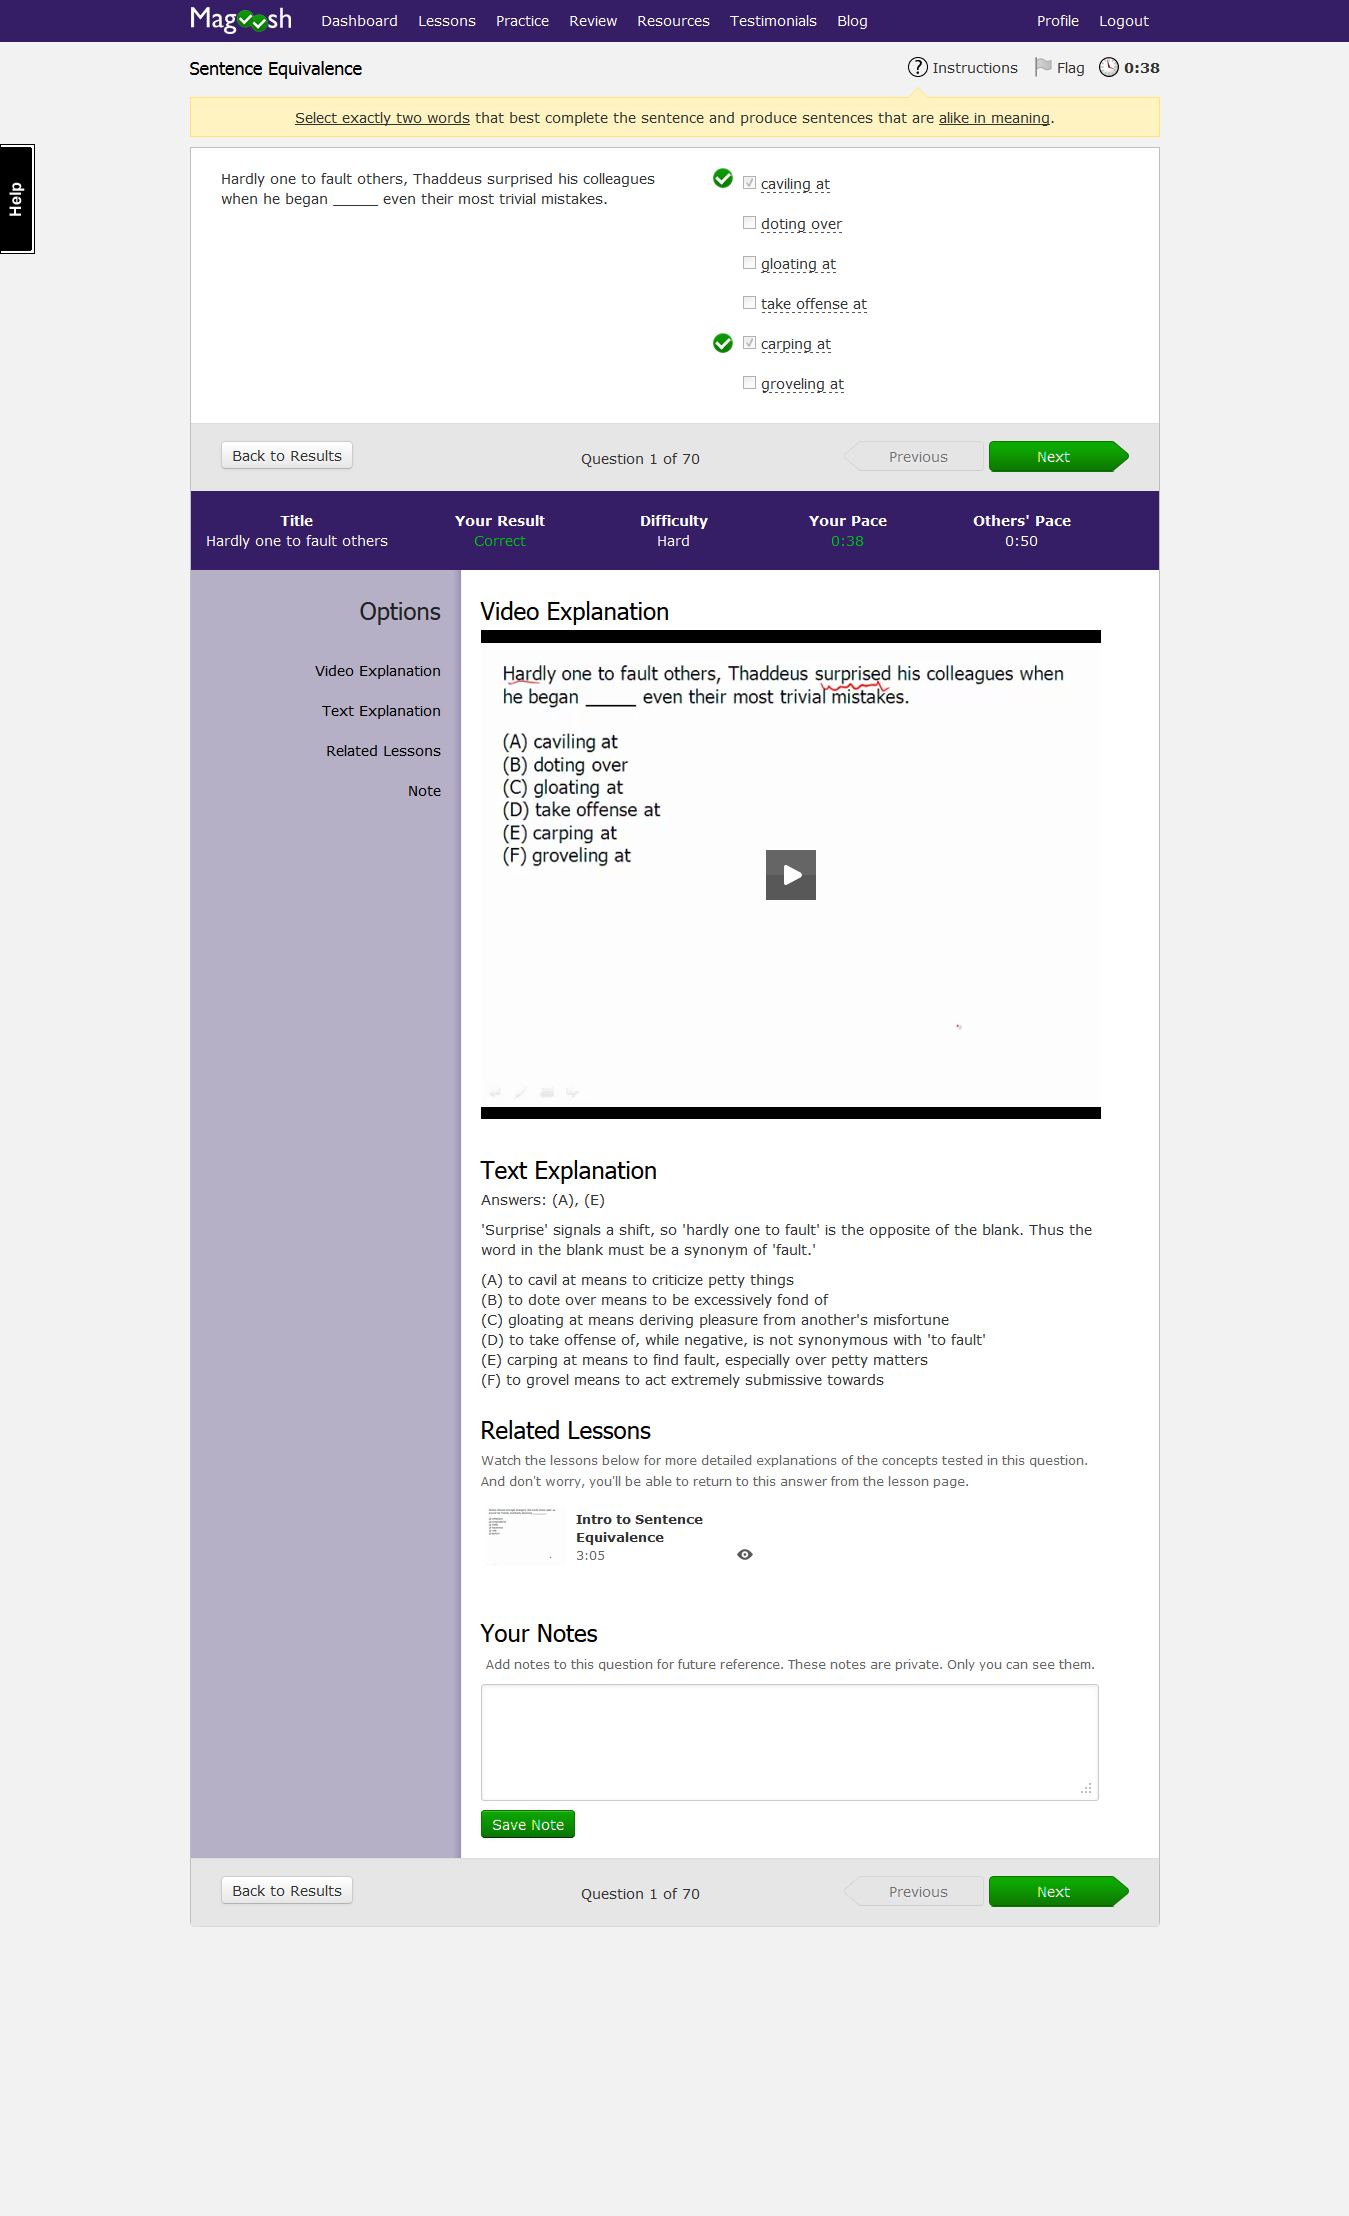 Magoosh Dashboard Lessons Practice Review Resources Testimonials Blog Profile Logout
Sentence Equivalence
? Instructions Flag 0:38
Select exactly two words that best complete the sentence and produce sentences that are alike in meaning.
Help
Hardly one to fault others, Thaddeus surprised his colleagues
when he began ______ even their most trivial mistakes.
caviling at
doting over
gloating at
take offense at
carping at
groveling at
Back to Results Question 1 of 70 Previous Next
Title Your Result Difficulty Your Pace Others' Pace
Hardly one to fault others Correct Hard 0:38 0:50
Options
Video Explanation
Text Explanation
Related Lessons
Note
Video Explanation
Hardly one to fault others, Thaddeus surprised his colleagues when
he began _____ even their most trivial mistakes.
(A) caviling at
(B) doting over
(C) gloating at
(D) take offense at
(E) carping at
(F) groveling at
Text Explanation
Answers: (A), (E)
'Surprise' signals a shift, so 'hardly one to fault' is the opposite of the blank. Thus the
word in the blank must be a synonym of 'fault.'
(A) to cavil at means to criticize petty things
(B) to dote over means to be excessively fond of
(C) gloating at means deriving pleasure from another's misfortune
(D) to take offense of, while negative, is not synonymous with 'to fault'
(E) carping at means to find fault, especially over petty matters
(F) to grovel means to act extremely submissive towards
Related Lessons
Watch the lessons below for more detailed explanations of the concepts tested in this question.
And don't worry, you'll be able to return to this answer from the lesson page.
Intro to Sentence
Equivalence
3:05
Your Notes
Add notes to this question for future reference. These notes are private. Only you can see them.
Save Note
Back to Results Question 1 of 70 Previous Next